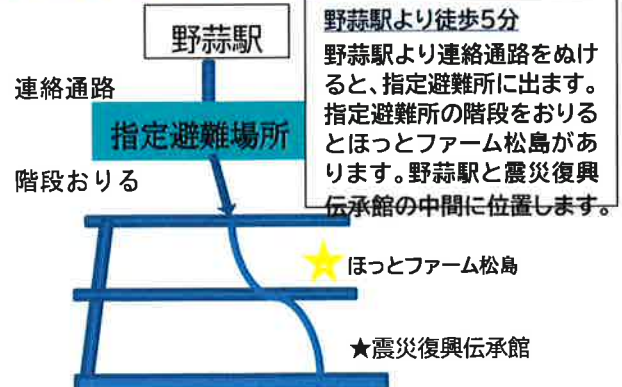 野蒜駅
連絡通路
指定避難場所
階段おりる
野蒜駅より徒歩5分
野蒜駅より連絡通路をぬけ
ると、指定避難所に出ます。
指定避難所の階段をおりる
とほっとファーム松島があ
ります。野蒜駅と震災復興
伝承館の中間に位置します。
ほっとファーム松島
★震災復興伝承館